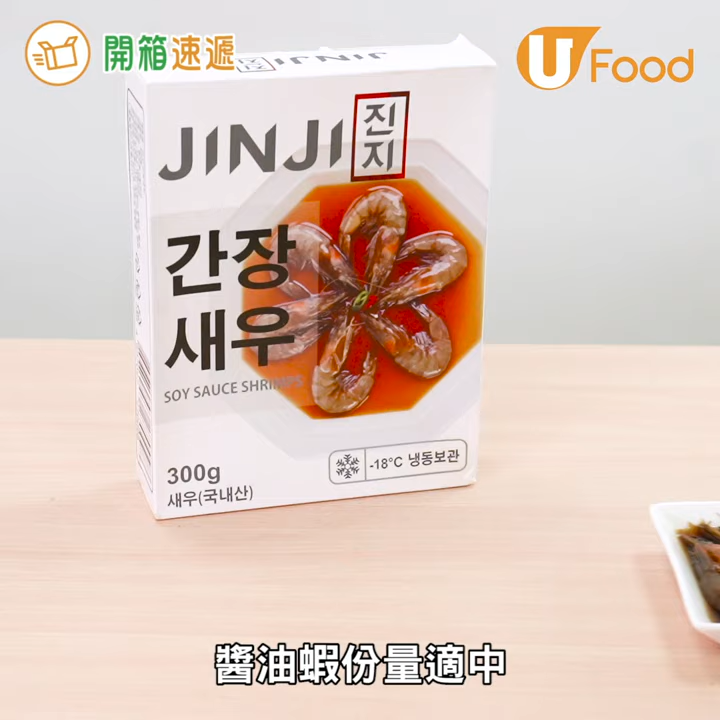 開箱速遞
U Food
JINJI
JINJI 진지
간장
새우
SOY SAUCE SHRIMPS
300g
새우(국내산)
-18°C 냉동보관
醬油蝦份量適中